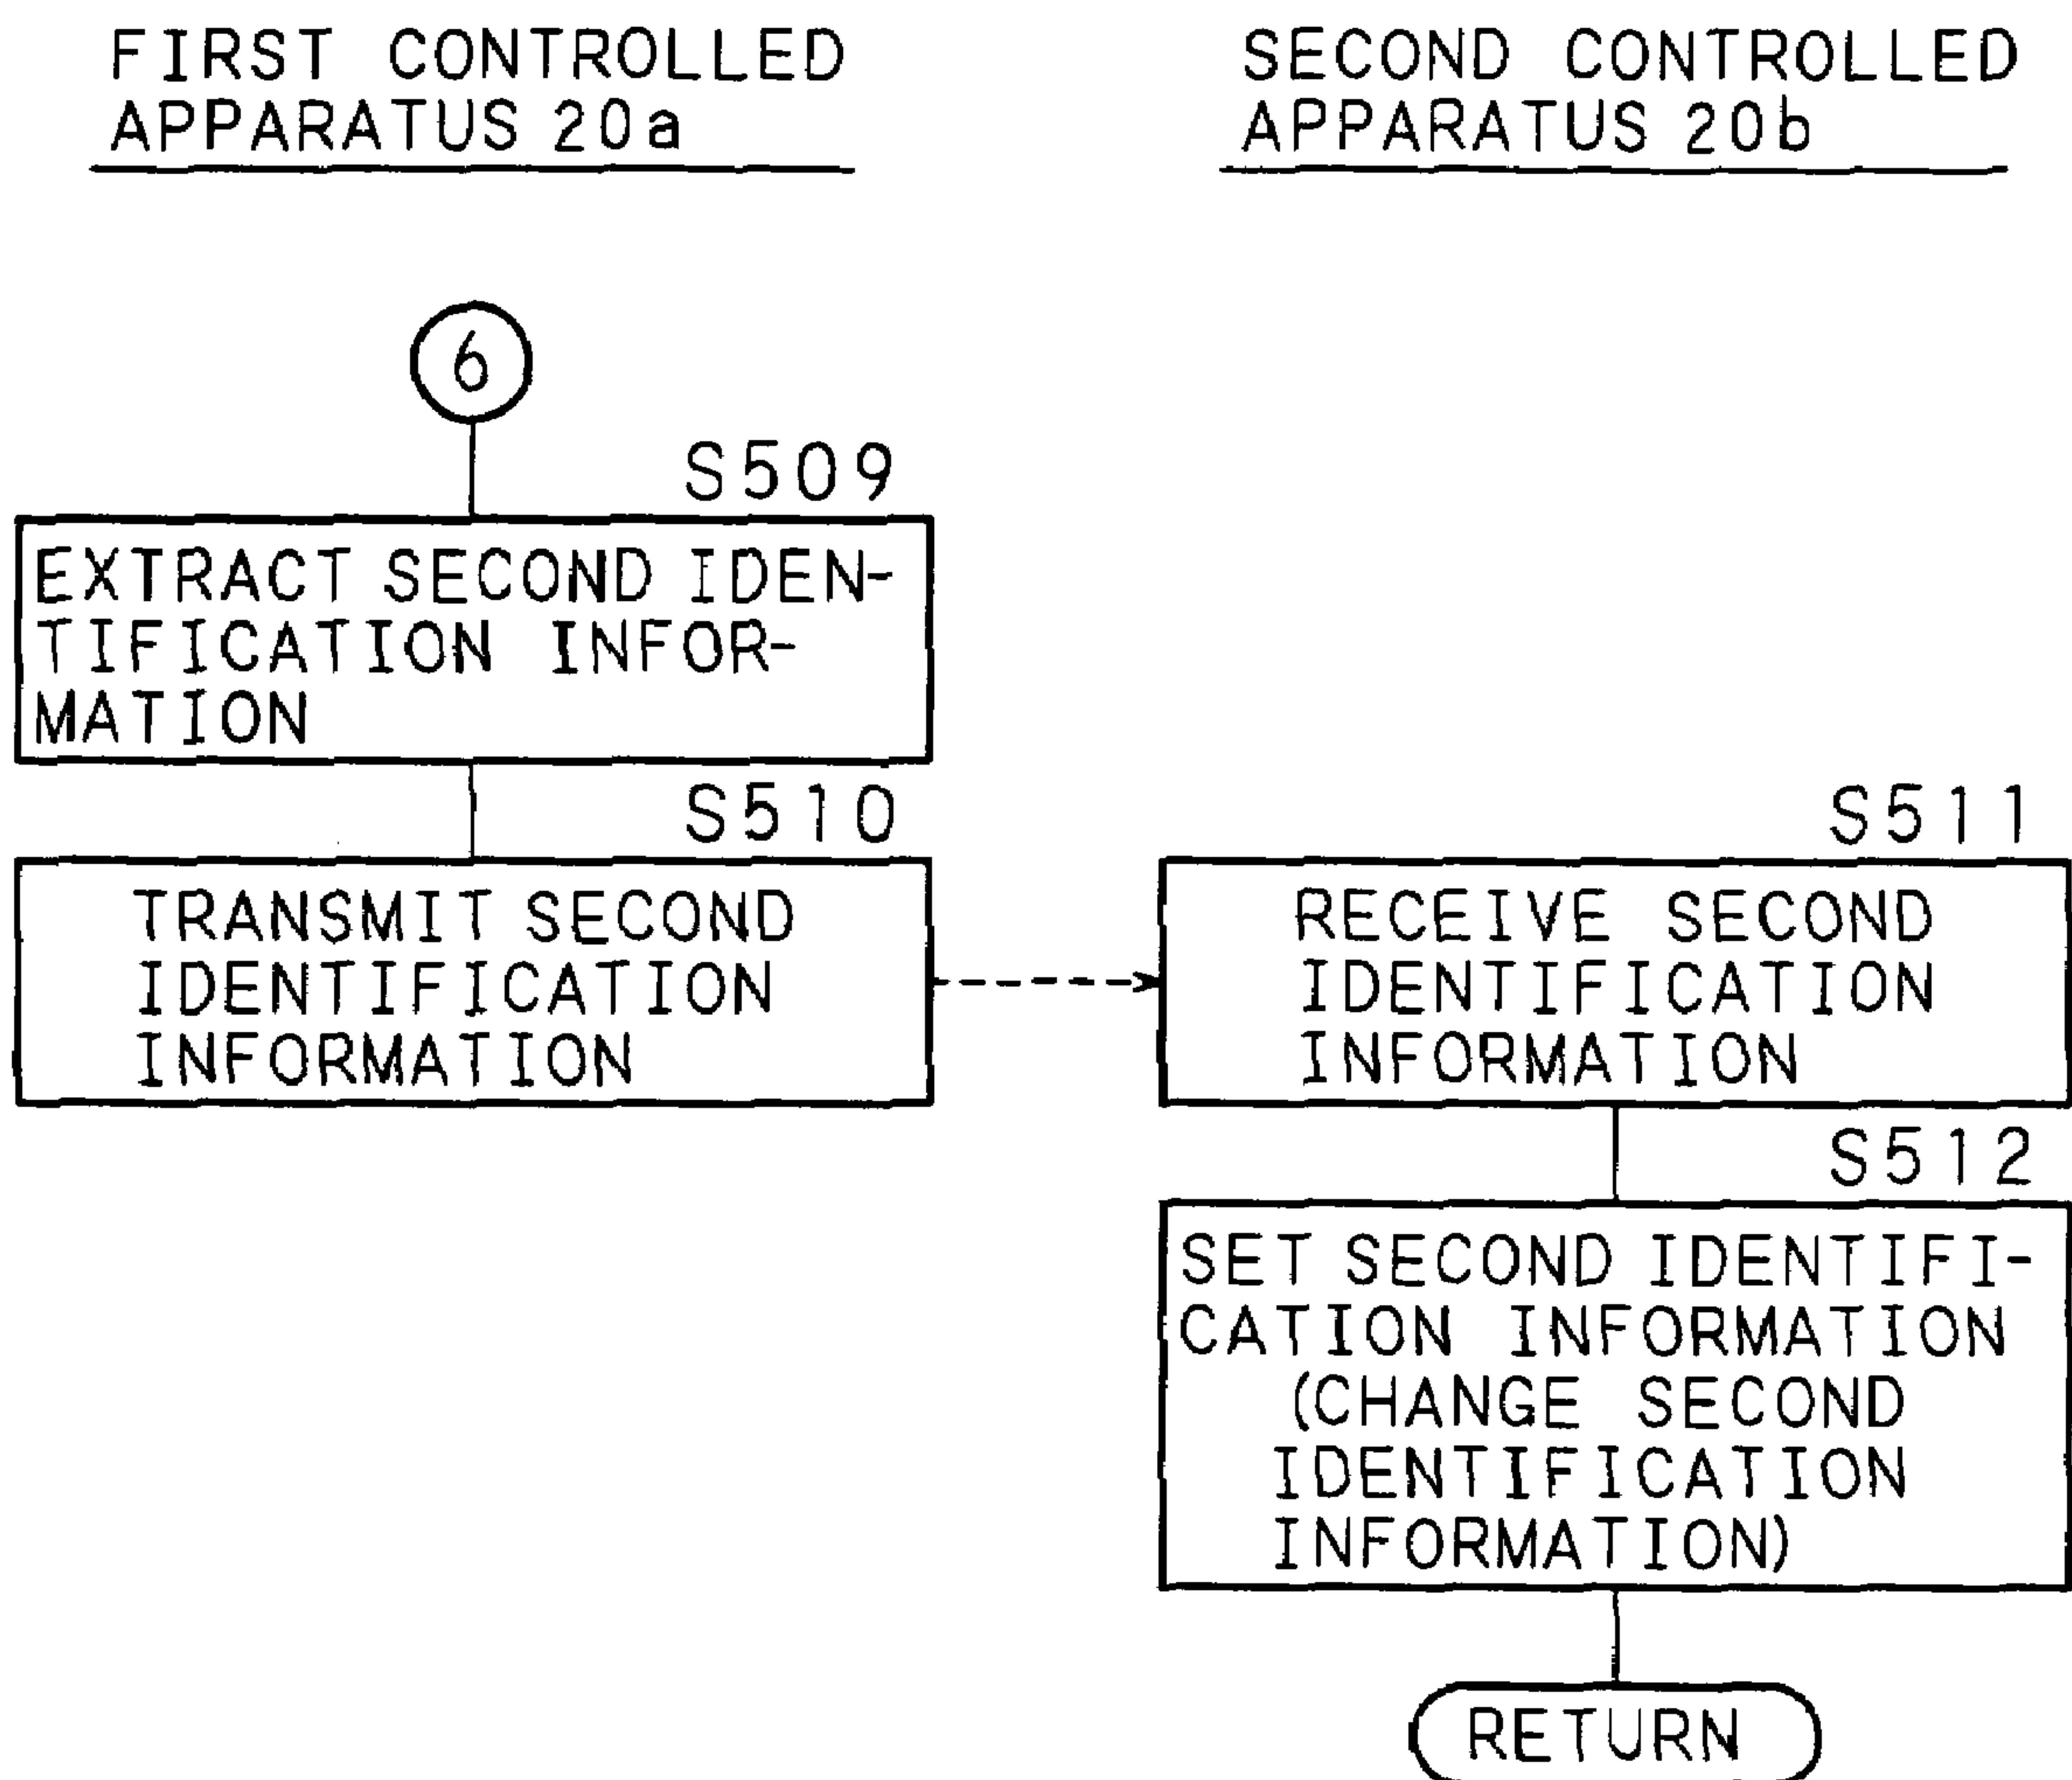 FIRST CONTROLLED
APPARATUS 20a
SECOND CONTROLLED
APPARATUS 20b
6
S509
EXTRACT SECOND IDEN-
TIFICATION INFOR-
MATION
S510
TRANSMIT SECOND
IDENTIFICATION
INFORMATION
S511
RECEIVE SECOND
IDENTIFICATION
INFORMATION
S512
SET SECOND IDENTIFI-
CATION INFORMATION
(CHANGE SECOND
IDENTIFICATION
INFORMATION)
RETURN